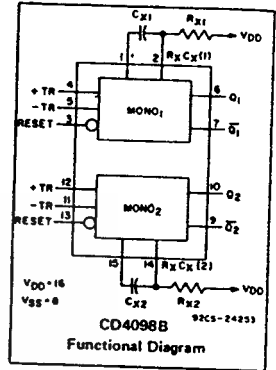 CX1 RX1
VDD
1 2 RXCX(1)
+TR 4
-TR 5
RESET 3
MONO1
6 Q1
7 Q1
+TR 12
-TR 11
RESET 13
MONO2
10 Q2
9 Q2
15 14 RXCX(2)
VDD
CX2 RX2
VDD=16
VSS=8
92CS-24253
CD4098B
Functional Diagram